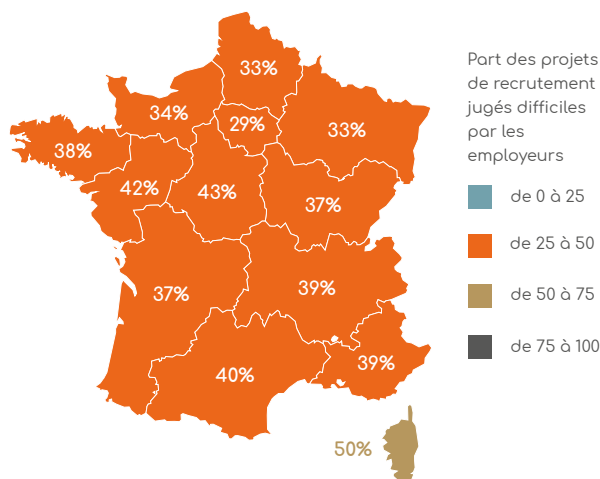 33%
34%
29%
33%
38%
42%
43%
37%
37%
39%
40%
39%
50%
Part des projets
de recrutement
jugés difficiles
par les
employeurs
de 0 à 25
de 25 à 50
de 50 à 75
de 75 à 100